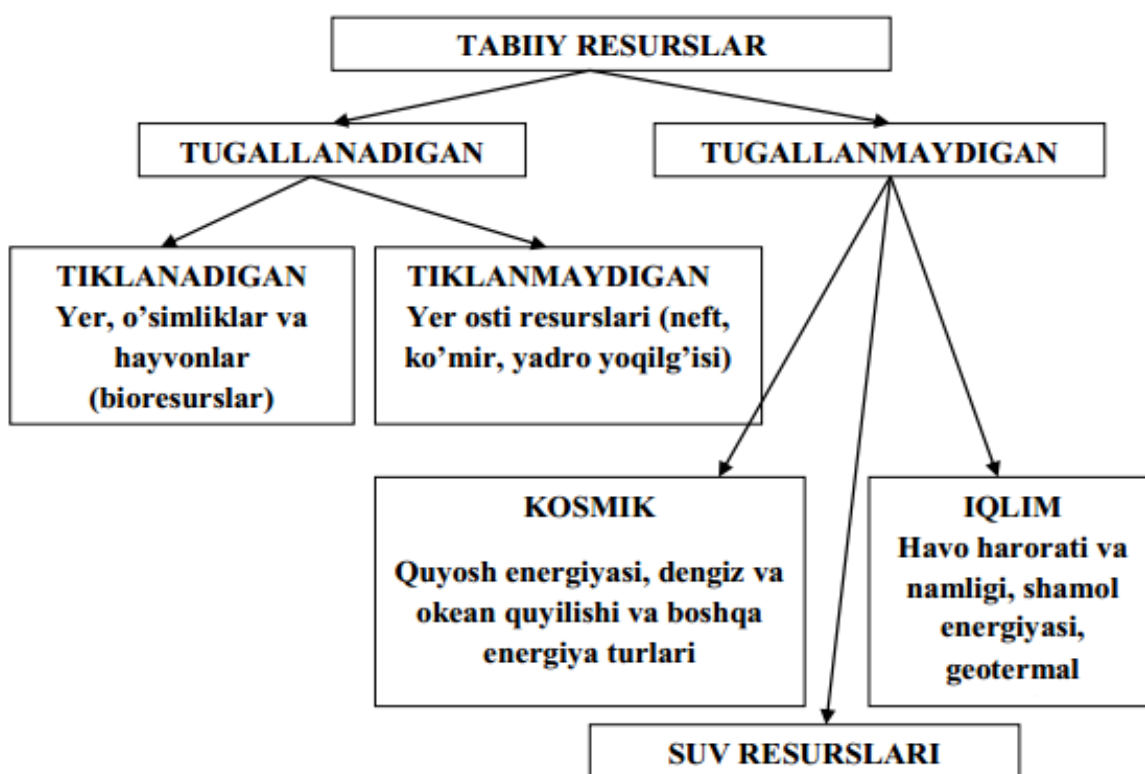 TABIIY RESURSLAR
TUGALLANADIGAN
TUGALLANMAYDIGAN
TIKLANADIGAN
Yer, o’simliklar va
hayvonlar
(bioresurslar)
TIKLANMAYDIGAN
Yer osti resurslari (neft,
ko’mir, yadro yoqilg’isi)
KOSMIK
Quyosh energiyasi, dengiz va
okean quyilishi va boshqa
energiya turlari
IQLIM
Havo harorati va
namligi, shamol
energiyasi,
geotermal
SUV RESURSLARI